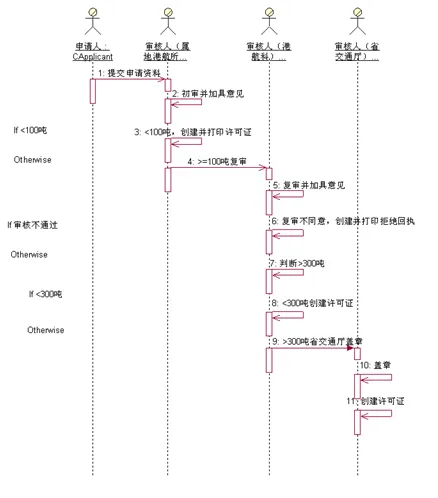 申请人：
CApplicant
审核人（属
地港航所...
审核人（港
航科）...
审核人（省
交通厅）...
1: 提交申请资料
2: 初审并加具意见
If <100吨
3: <100吨，创建并打印许可证
Otherwise
4: >=100吨复审
5: 复审并加具意见
If 审核不通过
6: 复审不同意，创建并打印拒绝回执
Otherwise
7: 判断>300吨
If <300吨
8: <300吨创建许可证
Otherwise
9: >300吨省交通厅盖章
10: 盖章
11: 创建许可证